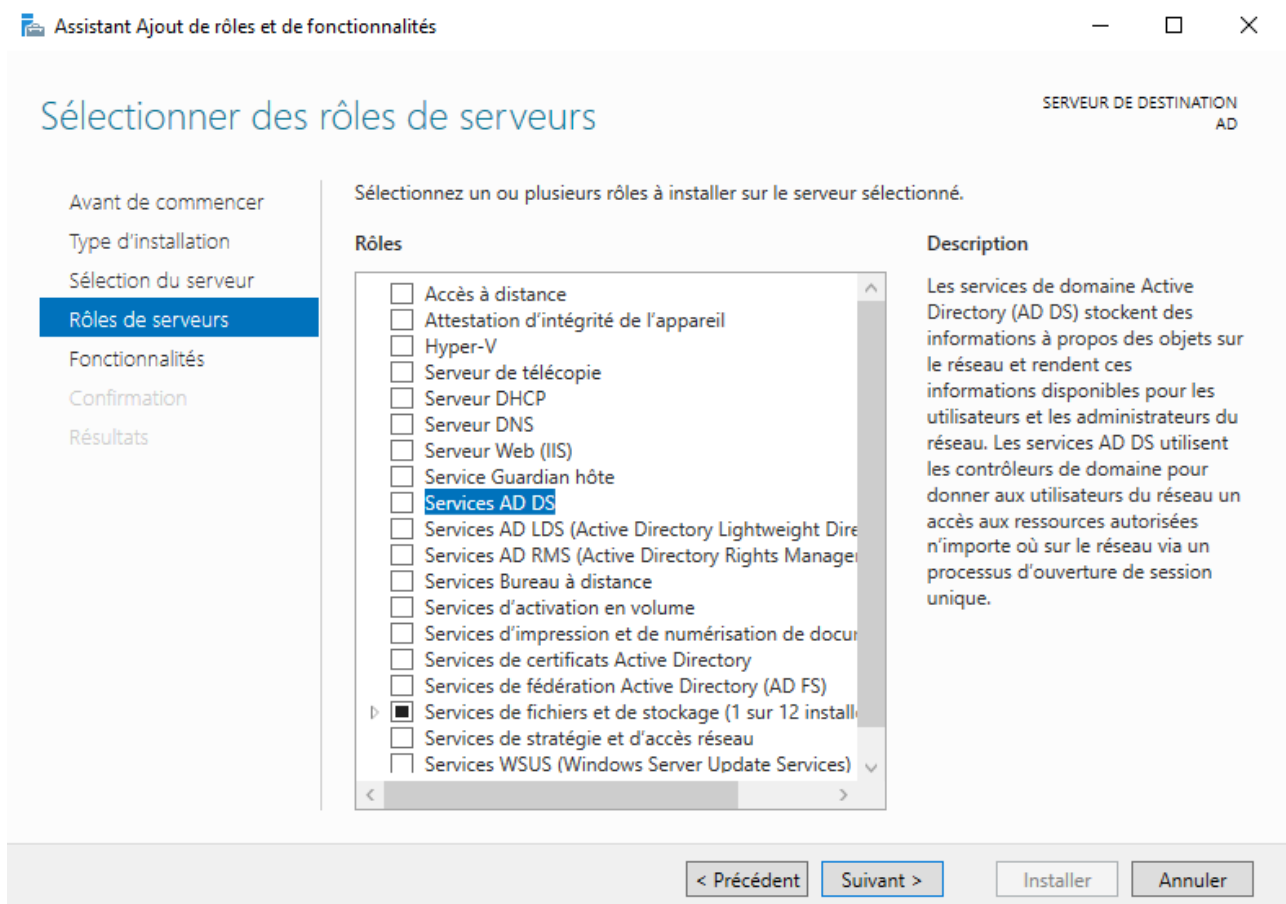 Assistant Ajout de rôles et de fonctionnalités
Sélectionner des rôles de serveurs
SERVEUR DE DESTINATION
AD
Avant de commencer
Type d'installation
Sélection du serveur
Rôles de serveurs
Fonctionnalités
Confirmation
Résultats
Sélectionnez un ou plusieurs rôles à installer sur le serveur sélectionné.
Rôles
Accès à distance
Attestation d'intégrité de l'appareil
Hyper-V
Serveur de télécopie
Serveur DHCP
Serveur DNS
Serveur Web (IIS)
Service Guardian hôte
Services AD DS
Services AD LDS (Active Directory Lightweight Dire
Services AD RMS (Active Directory Rights Manage
Services Bureau à distance
Services d'activation en volume
Services d'impression et de numérisation de docu
Services de certificats Active Directory
Services de fédération Active Directory (AD FS)
Services de fichiers et de stockage (1 sur 12 install
Services de stratégie et d'accès réseau
Services WSUS (Windows Server Update Services)
Description
Les services de domaine Active
Directory (AD DS) stockent des
informations à propos des objets sur
le réseau et rendent ces
informations disponibles pour les
utilisateurs et les administrateurs du
réseau. Les services AD DS utilisent
les contrôleurs de domaine pour
donner aux utilisateurs du réseau un
accès aux ressources autorisées
n'importe où sur le réseau via un
processus d'ouverture de session
unique.
< Précédent
Suivant >
Installer
Annuler